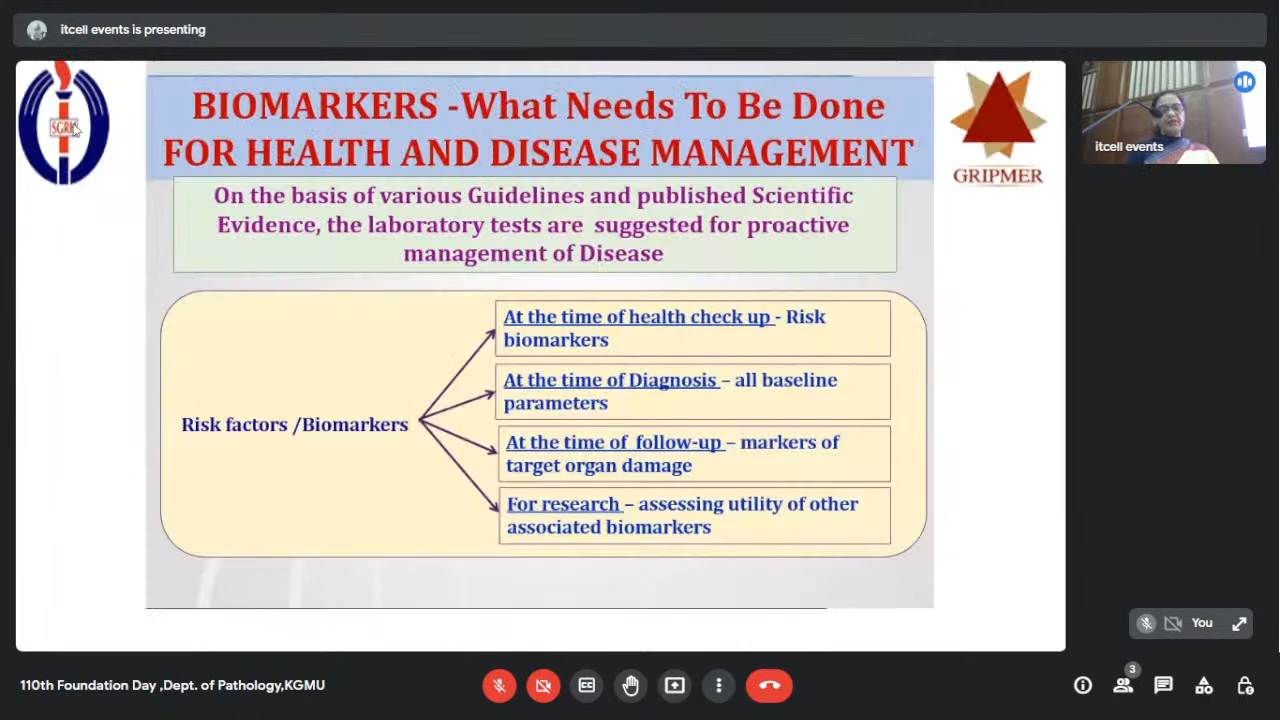 itcell events is presenting
SGRH
BIOMARKERS -What Needs To Be Done
FOR HEALTH AND DISEASE MANAGEMENT
GRIPMER
itcell events
On the basis of various Guidelines and published Scientific
Evidence, the laboratory tests are suggested for proactive
management of Disease
Risk factors /Biomarkers
At the time of health check up - Risk
biomarkers
At the time of Diagnosis – all baseline
parameters
At the time of follow-up – markers of
target organ damage
For research – assessing utility of other
associated biomarkers
You
110th Foundation Day ,Dept. of Pathology,KGMU
CC
3